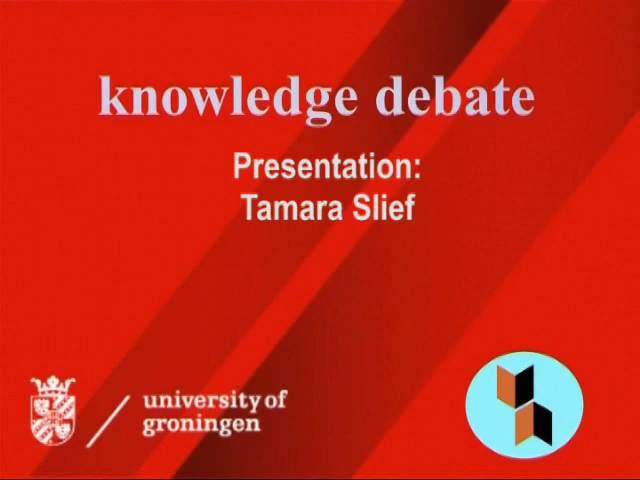 knowledge debate
Presentation:
Tamara Slief
university of
groningen